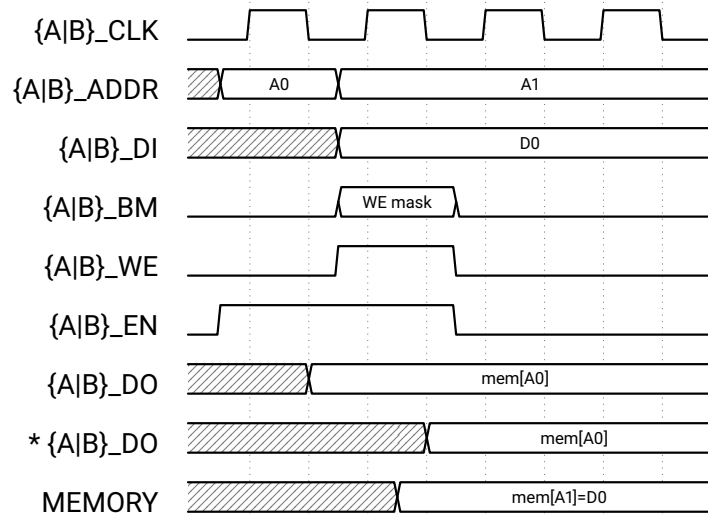 {A|B}_CLK
{A|B}_ADDR A0 A1
{A|B}_DI D0
{A|B}_BM WE mask
{A|B}_WE
{A|B}_EN
{A|B}_DO mem[A0]
* {A|B}_DO mem[A0]
MEMORY mem[A1]=D0